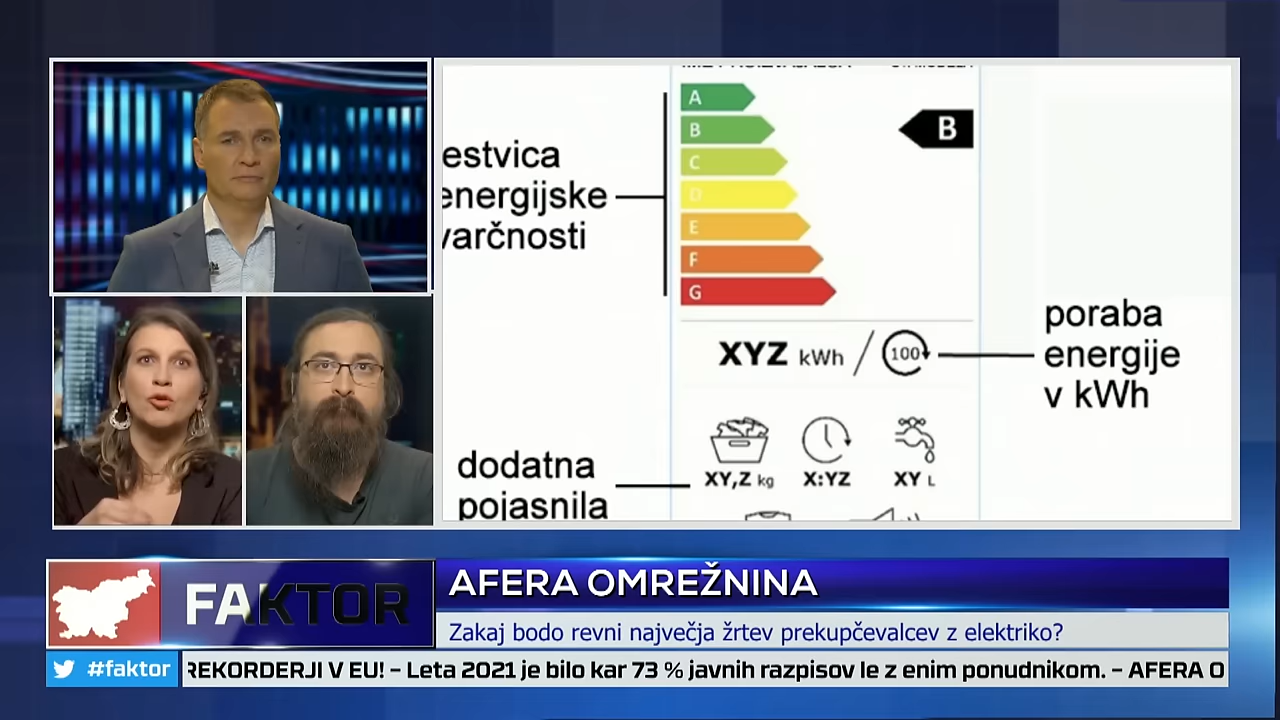 A
B
B
C
D
E
F
G
estvica
energijske
varčnosti
XYZ kWh / 100
poraba
energije
v kWh
dodatna
pojasnila
XY,Z kg
X:YZ
XY L
FAKTOR
AFERA OMREŽNINA
Zakaj bodo revni največja žrtev prekupčevalcev z elektriko?
#faktor
REKORDERJI V EU! – Leta 2021 je bilo kar 73 % javnih razpisov le z enim ponudnikom. – AFERA O